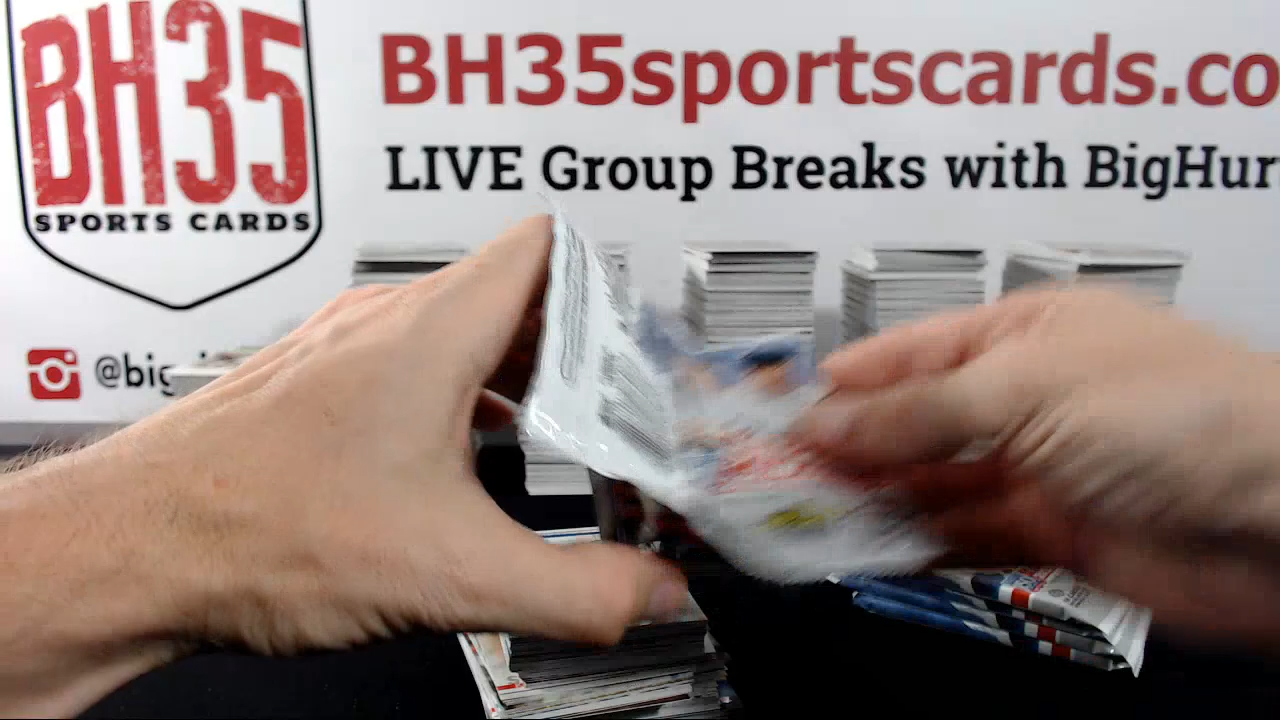 BH35
SPORTS CARDS
BH35sportscards.co
LIVE Group Breaks with BigHur
@big